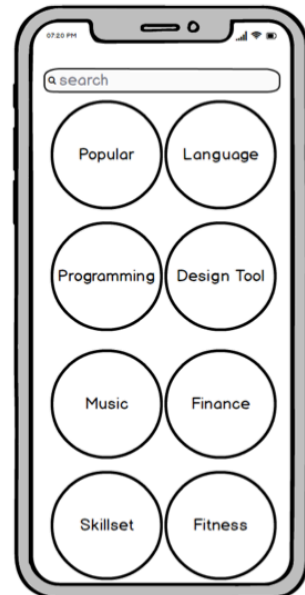 07:20 PM
search
Popular Language
Programming Design Tool
Music Finance
Skillset Fitness